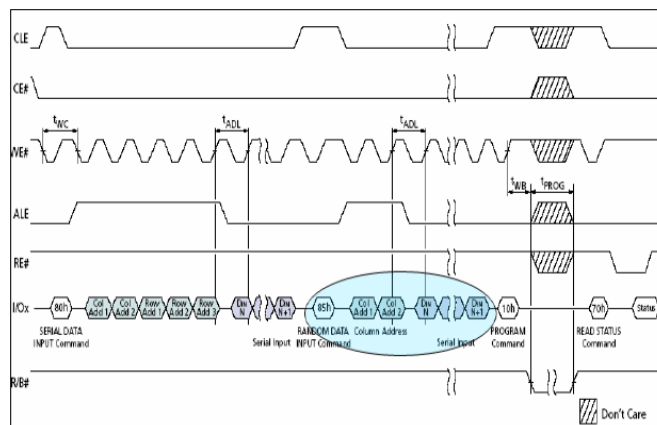 CLE
CE#
tWC
tADL
tADL
WE#
tWB
tPROG
ALE
RE#
I/Ox
80h
Col Add 1
Col Add 2
Row Add 1
Row Add 2
Row Add 3
DIN N
DIN N+1
85h
Col Add 1
Col Add 2
DIN N
DIN N+1
10h
70h
Status
SERIAL DATA INPUT Command
Serial Input
RANDOM DATA INPUT Command
Column Address
Serial Input
PROGRAM Command
READ STATUS Command
R/B#
Don't Care